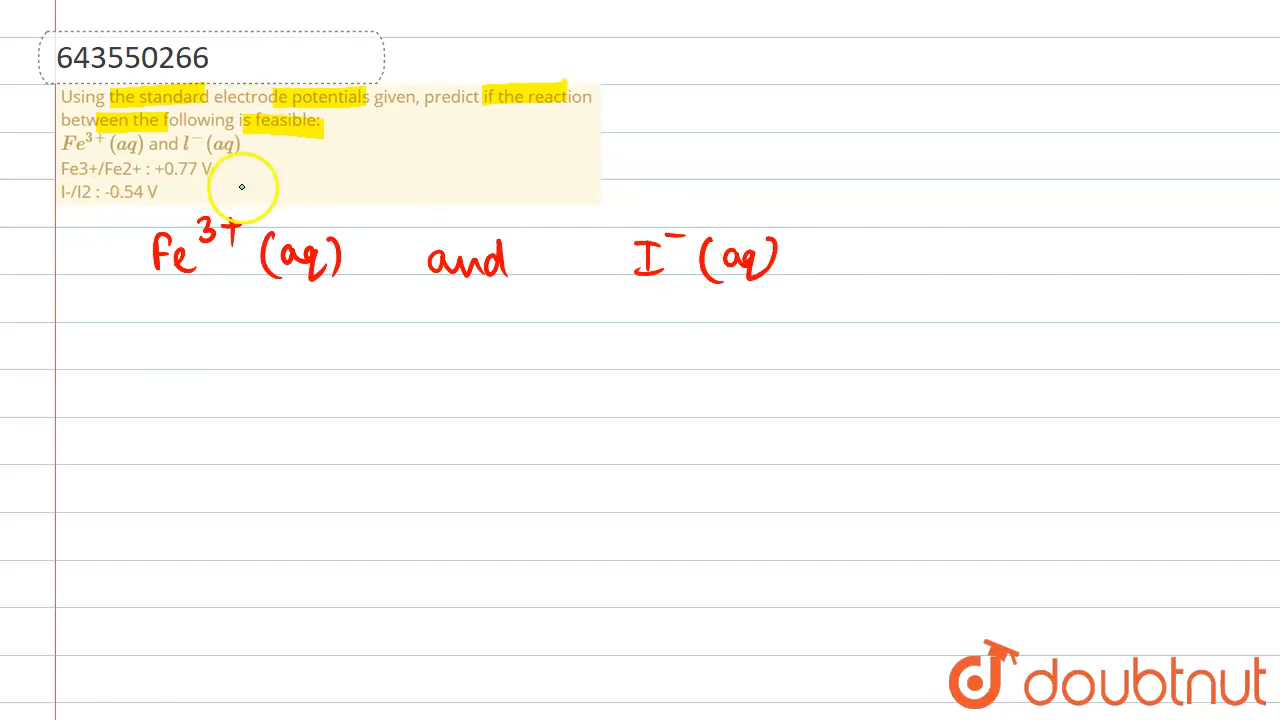 643550266
Using the standard electrode potentials given, predict if the reaction
between the following is feasible:
Fe³⁺(aq) and l⁻(aq)
Fe3+/Fe2+ : +0.77 V
I-/I2 : -0.54 V
Fe³⁺ (aq) and I⁻ (aq)
doubtnut